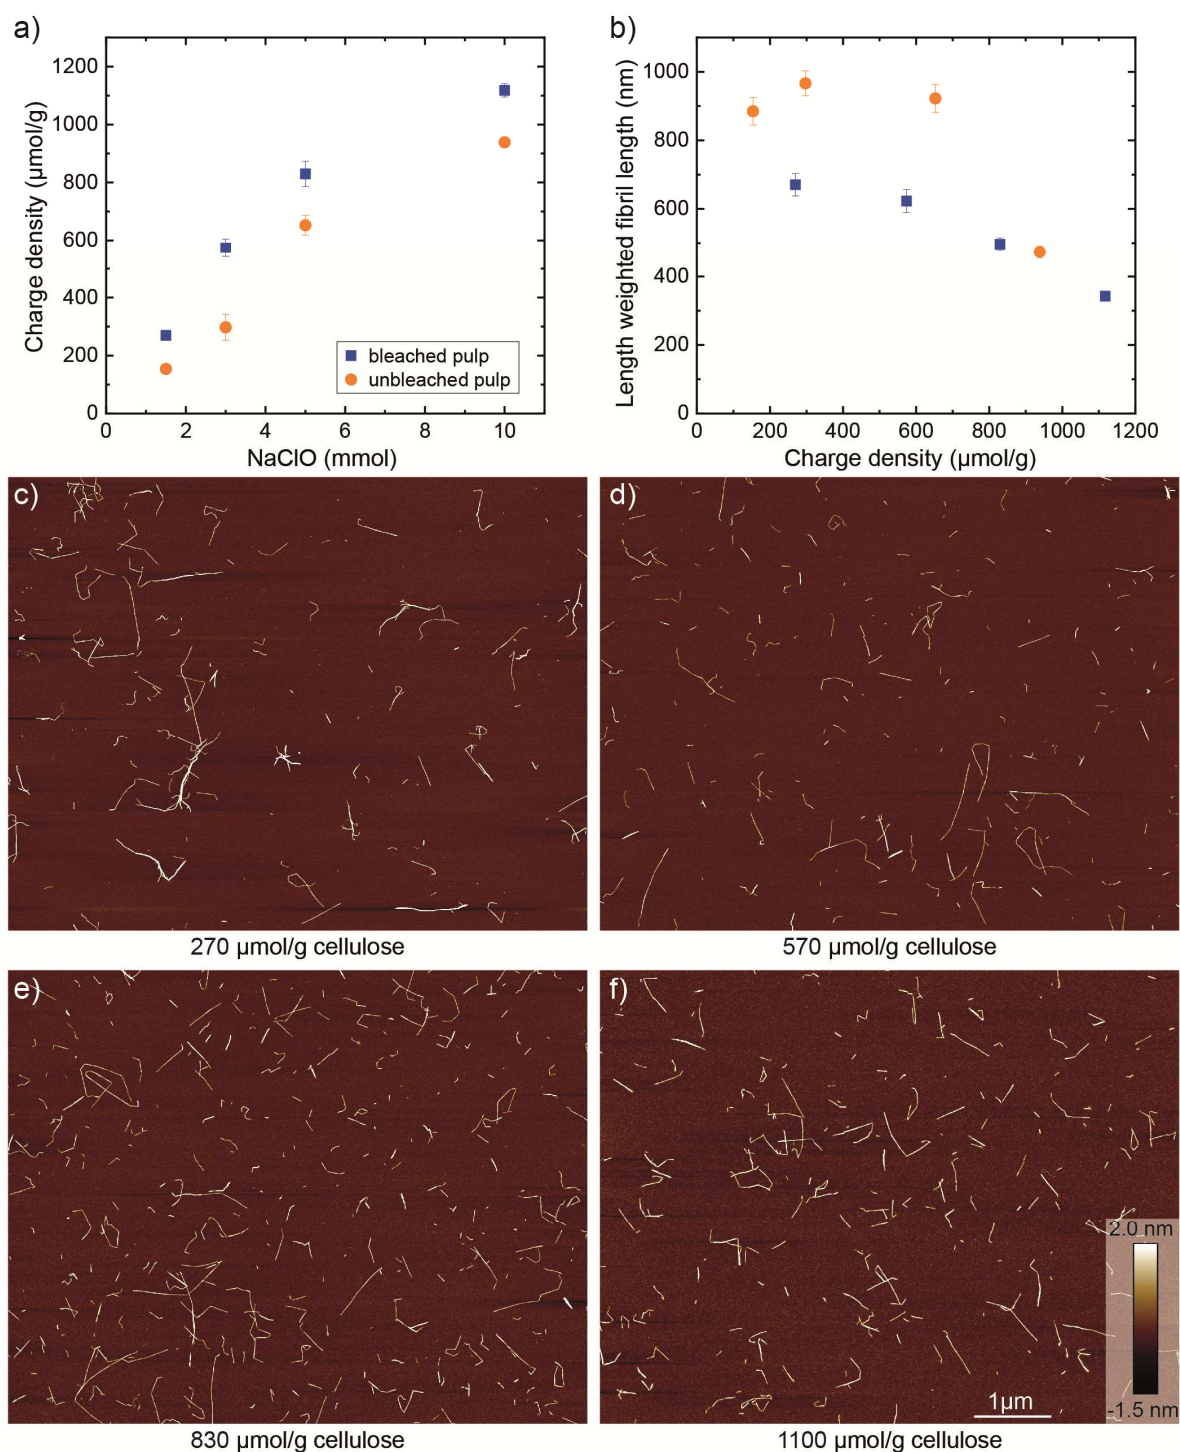 a)
1200
1000
800
600
400
200
0
0 2 4 6 8 10
Charge density (µmol/g)
NaClO (mmol)
bleached pulp
unbleached pulp
b)
1000
800
600
400
200
0
0 200 400 600 800 1000 1200
Length weighted fibril length (nm)
Charge density (µmol/g)
c)
270 µmol/g cellulose
d)
570 µmol/g cellulose
e)
830 µmol/g cellulose
f)
2.0 nm
-1.5 nm
1µm
1100 µmol/g cellulose